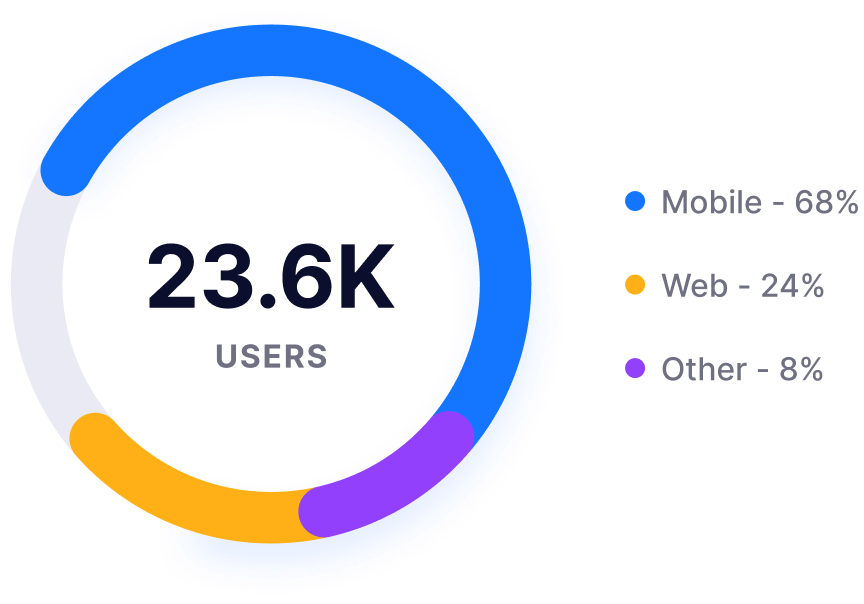 23.6K
USERS
Mobile - 68%
Web - 24%
Other - 8%